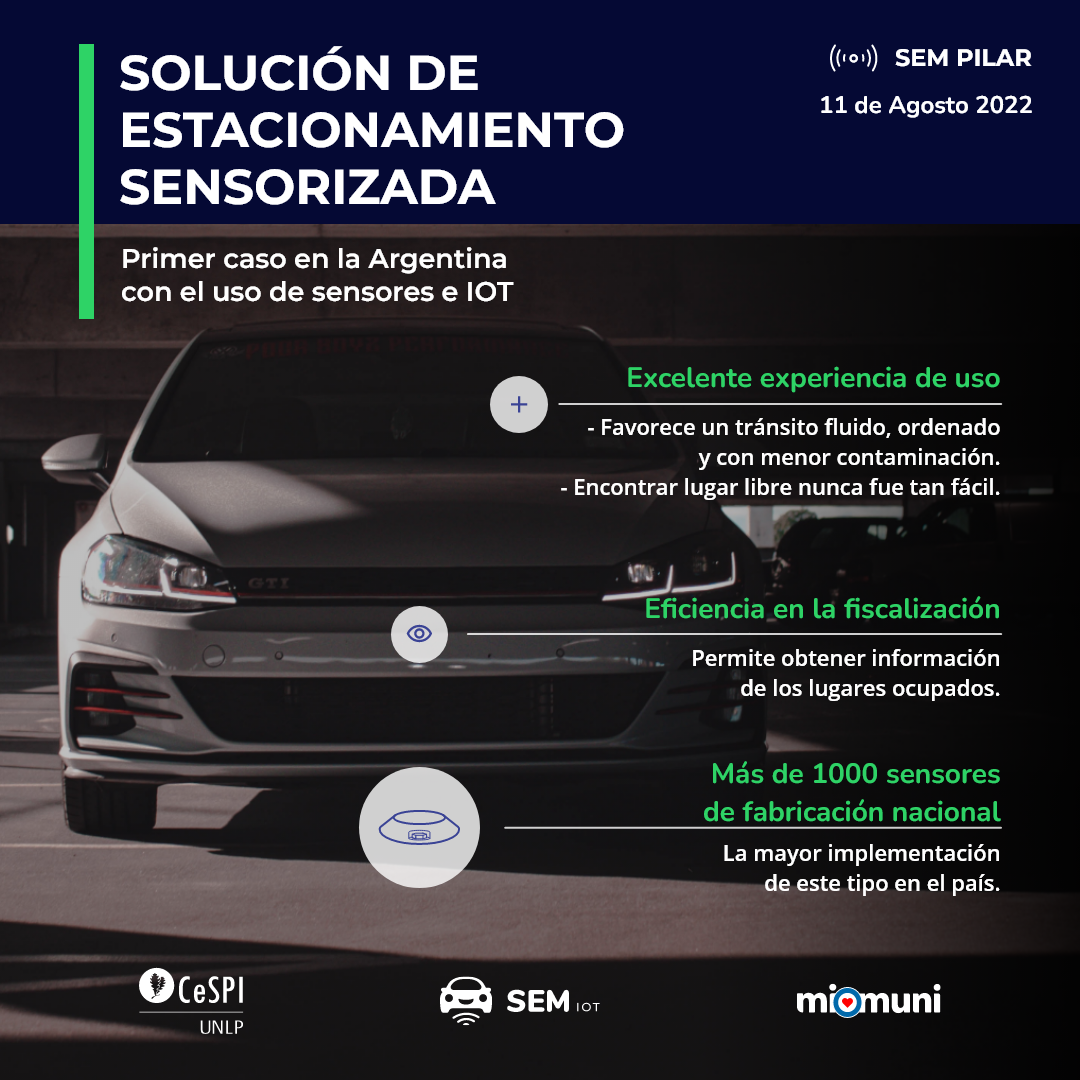 SOLUCIÓN DE
ESTACIONAMIENTO
SENSORIZADA
SEM PILAR
11 de Agosto 2022
Primer caso en la Argentina
con el uso de sensores e IOT
Excelente experiencia de uso
- Favorece un tránsito fluido, ordenado
y con menor contaminación.
- Encontrar lugar libre nunca fue tan fácil.
GTI
Eficiencia en la fiscalización
Permite obtener información
de los lugares ocupados.
Más de 1000 sensores
de fabricación nacional
La mayor implementación
de este tipo en el país.
CeSPI
UNLP
SEM IOT
miomuni